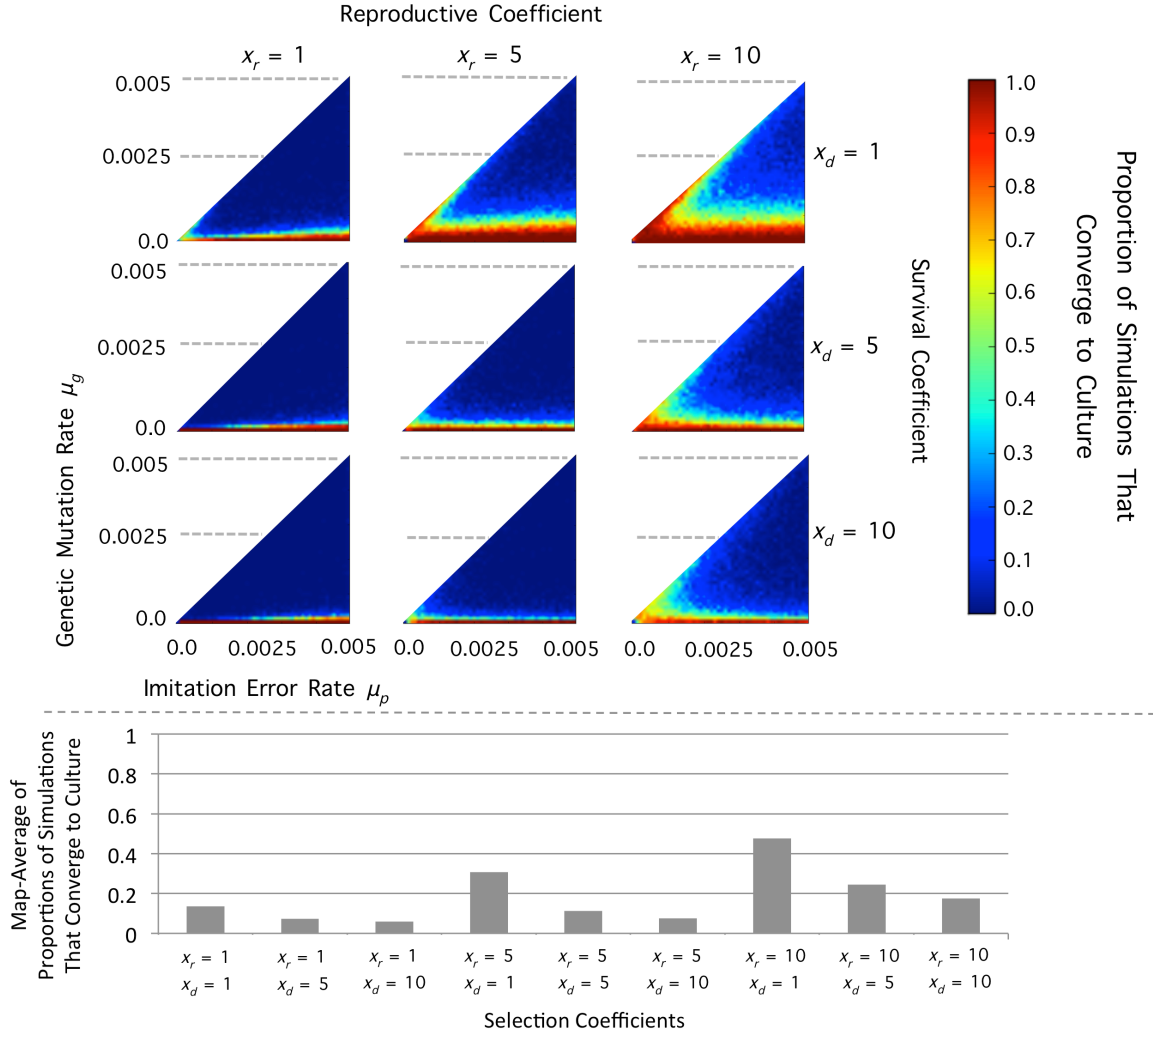 Reproductive Coefficient
x_r = 1
x_r = 5
x_r = 10
0.005
0.0025
0.0
x_d = 1
0.005
0.0025
0.0
x_d = 5
0.005
0.0025
0.0
x_d = 10
Genetic Mutation Rate μ_g
Survival Coefficient
0.0 0.0025 0.005
0.0 0.0025 0.005
0.0 0.0025 0.005
Imitation Error Rate μ_p
1.0
0.9
0.8
0.7
0.6
0.5
0.4
0.3
0.2
0.1
0.0
Proportion of Simulations That
Converge to Culture
Map-Average of
Proportions of Simulations
That Converge to Culture
1
0.8
0.6
0.4
0.2
0
x_r = 1
x_d = 1
x_r = 1
x_d = 5
x_r = 1
x_d = 10
x_r = 5
x_d = 1
x_r = 5
x_d = 5
x_r = 5
x_d = 10
x_r = 10
x_d = 1
x_r = 10
x_d = 5
x_r = 10
x_d = 10
Selection Coefficients